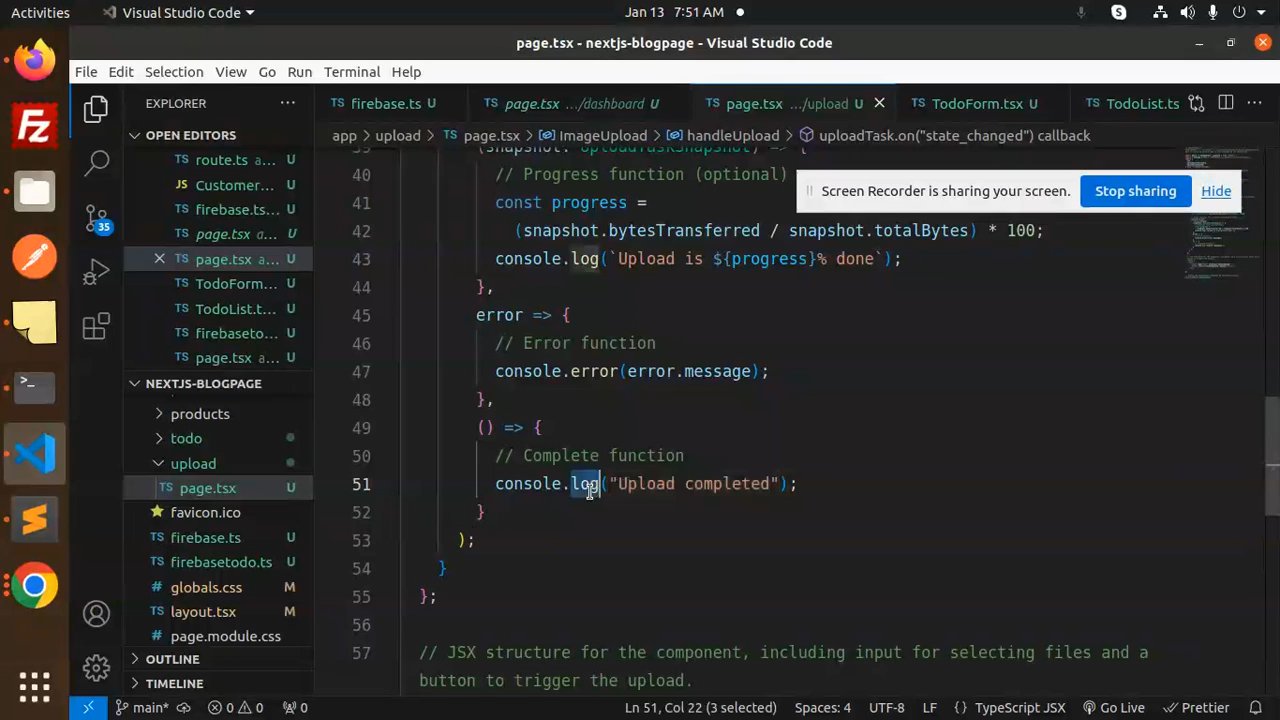 Activities
Visual Studio Code
Jan 13 7:51 AM
page.tsx - nextjs-blogpage - Visual Studio Code
File Edit Selection View Go Run Terminal Help
EXPLORER
firebase.ts U
page.tsx .../dashboard U
page.tsx .../upload U
TodoForm.tsx U
TodoList.ts
OPEN EDITORS
app > upload > page.tsx > ImageUpload > handleUpload > uploadTask.on("state_changed") callback
route.ts a... U
JS Customer...
firebase.ts... U
page.tsx a... U
page.tsx a... U
TodoForm... U
TodoList.t... U
firebaseto... U
page.tsx a... U
35
NEXTJS-BLOGPAGE
products
todo
upload
page.tsx U
favicon.ico
firebase.ts U
firebasetodo.ts U
globals.css M
layout.tsx M
page.module.css
OUTLINE
TIMELINE
39 (snapshot: UploadTaskSnapshot) => {
40 // Progress function (optional)
41 const progress =
42 (snapshot.bytesTransferred / snapshot.totalBytes) * 100;
43 console.log(`Upload is ${progress}% done`);
44 },
45 error => {
46 // Error function
47 console.error(error.message);
48 },
49 () => {
50 // Complete function
51 console.log("Upload completed");
52 }
53 );
54 }
55 };
56
57 // JSX structure for the component, including input for selecting files and a
button to trigger the upload.
Screen Recorder is sharing your screen.
Stop sharing
Hide
main*
0 0
0
Ln 51, Col 22 (3 selected)
Spaces: 4
UTF-8
LF
{ } TypeScript JSX
Go Live
Prettier